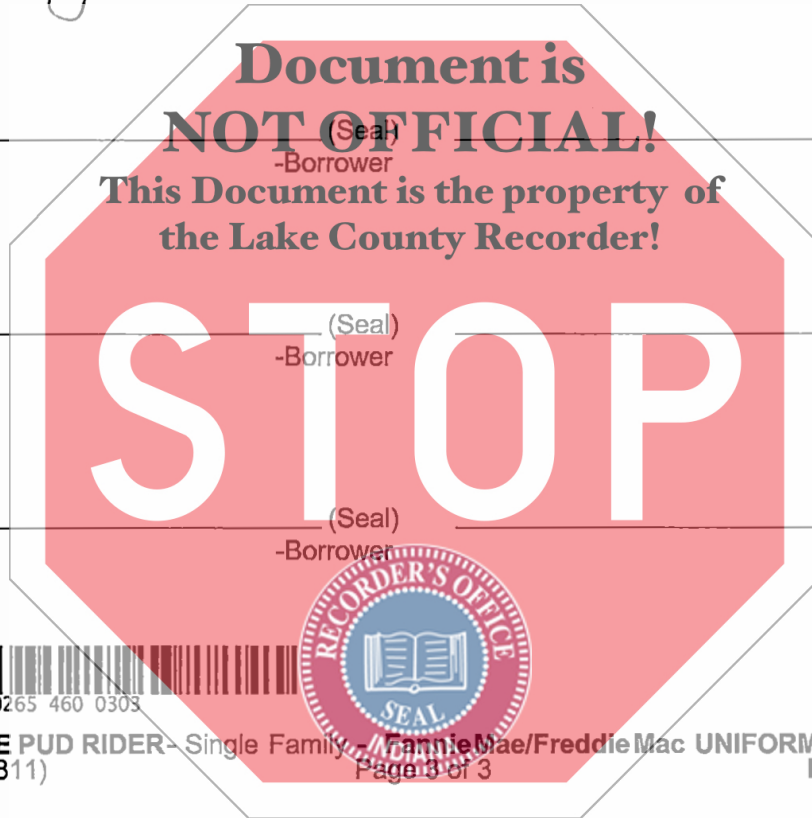 Document is
NOT OFFICIAL!
(Seal)
-Borrower
This Document is the property of
the Lake County Recorder!
(Seal)
-Borrower
STOP
(Seal)
-Borrower
RECORDER'S OFFICE
SEAL
INDIANA
265 460 0303
E PUD RIDER- Single Family - Fannie Mae/Freddie Mac UNIFORM
311)
Page 3 of 3